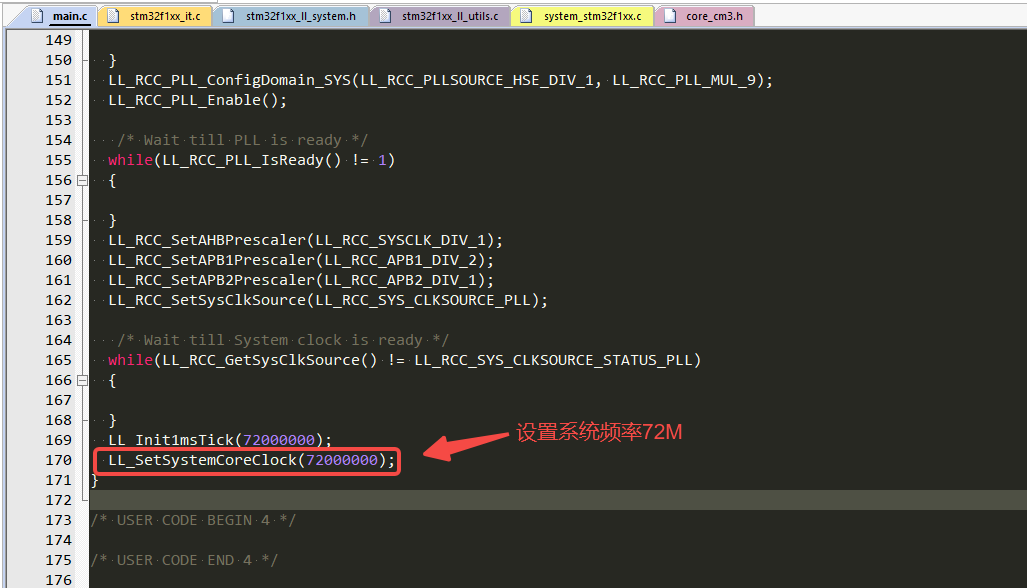 main.c stm32f1xx_it.c stm32f1xx_ll_system.h stm32f1xx_ll_utils.c system_stm32f1xx.c core_cm3.h
149
150 }
151 LL_RCC_PLL_ConfigDomain_SYS(LL_RCC_PLLSOURCE_HSE_DIV_1, LL_RCC_PLL_MUL_9);
152 LL_RCC_PLL_Enable();
153
154 /* Wait till PLL is ready */
155 while(LL_RCC_PLL_IsReady() != 1)
156 {
157
158 }
159 LL_RCC_SetAHBPrescaler(LL_RCC_SYSCLK_DIV_1);
160 LL_RCC_SetAPB1Prescaler(LL_RCC_APB1_DIV_2);
161 LL_RCC_SetAPB2Prescaler(LL_RCC_APB2_DIV_1);
162 LL_RCC_SetSysClkSource(LL_RCC_SYS_CLKSOURCE_PLL);
163
164 /* Wait till System clock is ready */
165 while(LL_RCC_GetSysClkSource() != LL_RCC_SYS_CLKSOURCE_STATUS_PLL)
166 {
167
168 }
169 LL_Init1msTick(72000000);
设置系统频率72M
170 LL_SetSystemCoreClock(72000000);
171 }
172
173 /* USER CODE BEGIN 4 */
174
175 /* USER CODE END 4 */
176